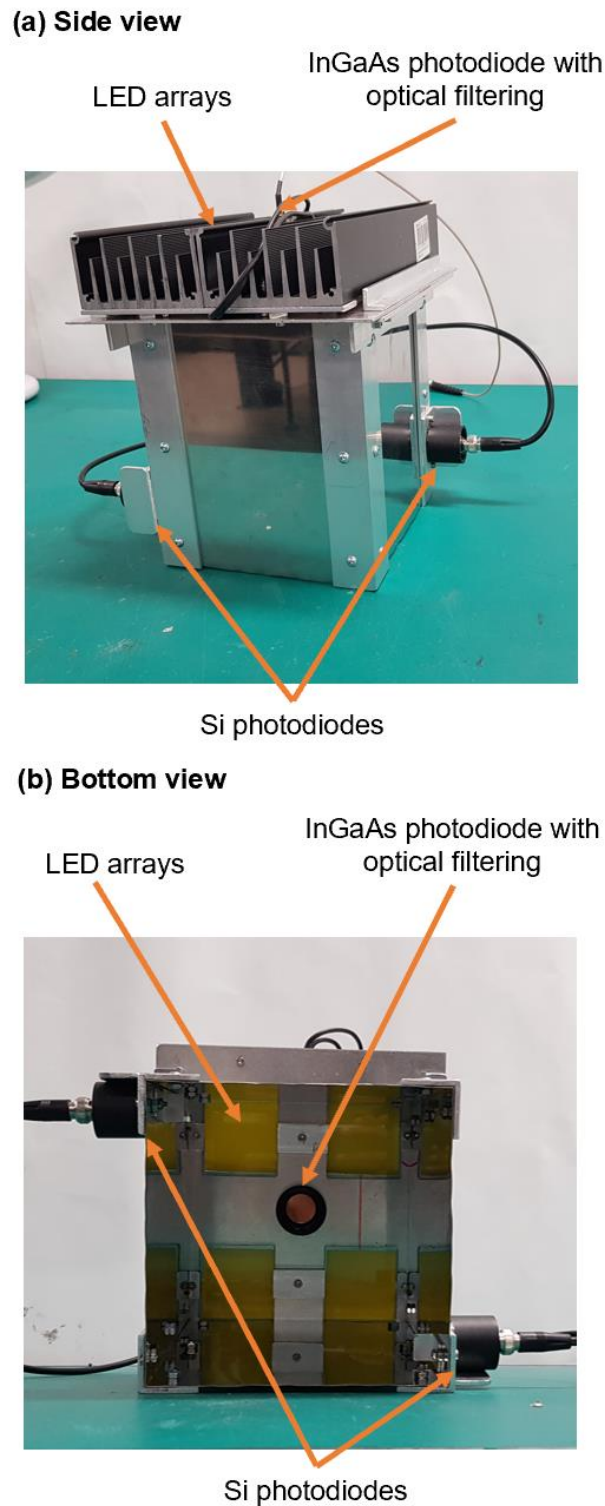 (a) Side view
InGaAs photodiode with
optical filtering
LED arrays
Si photodiodes
(b) Bottom view
InGaAs photodiode with
optical filtering
LED arrays
Si photodiodes